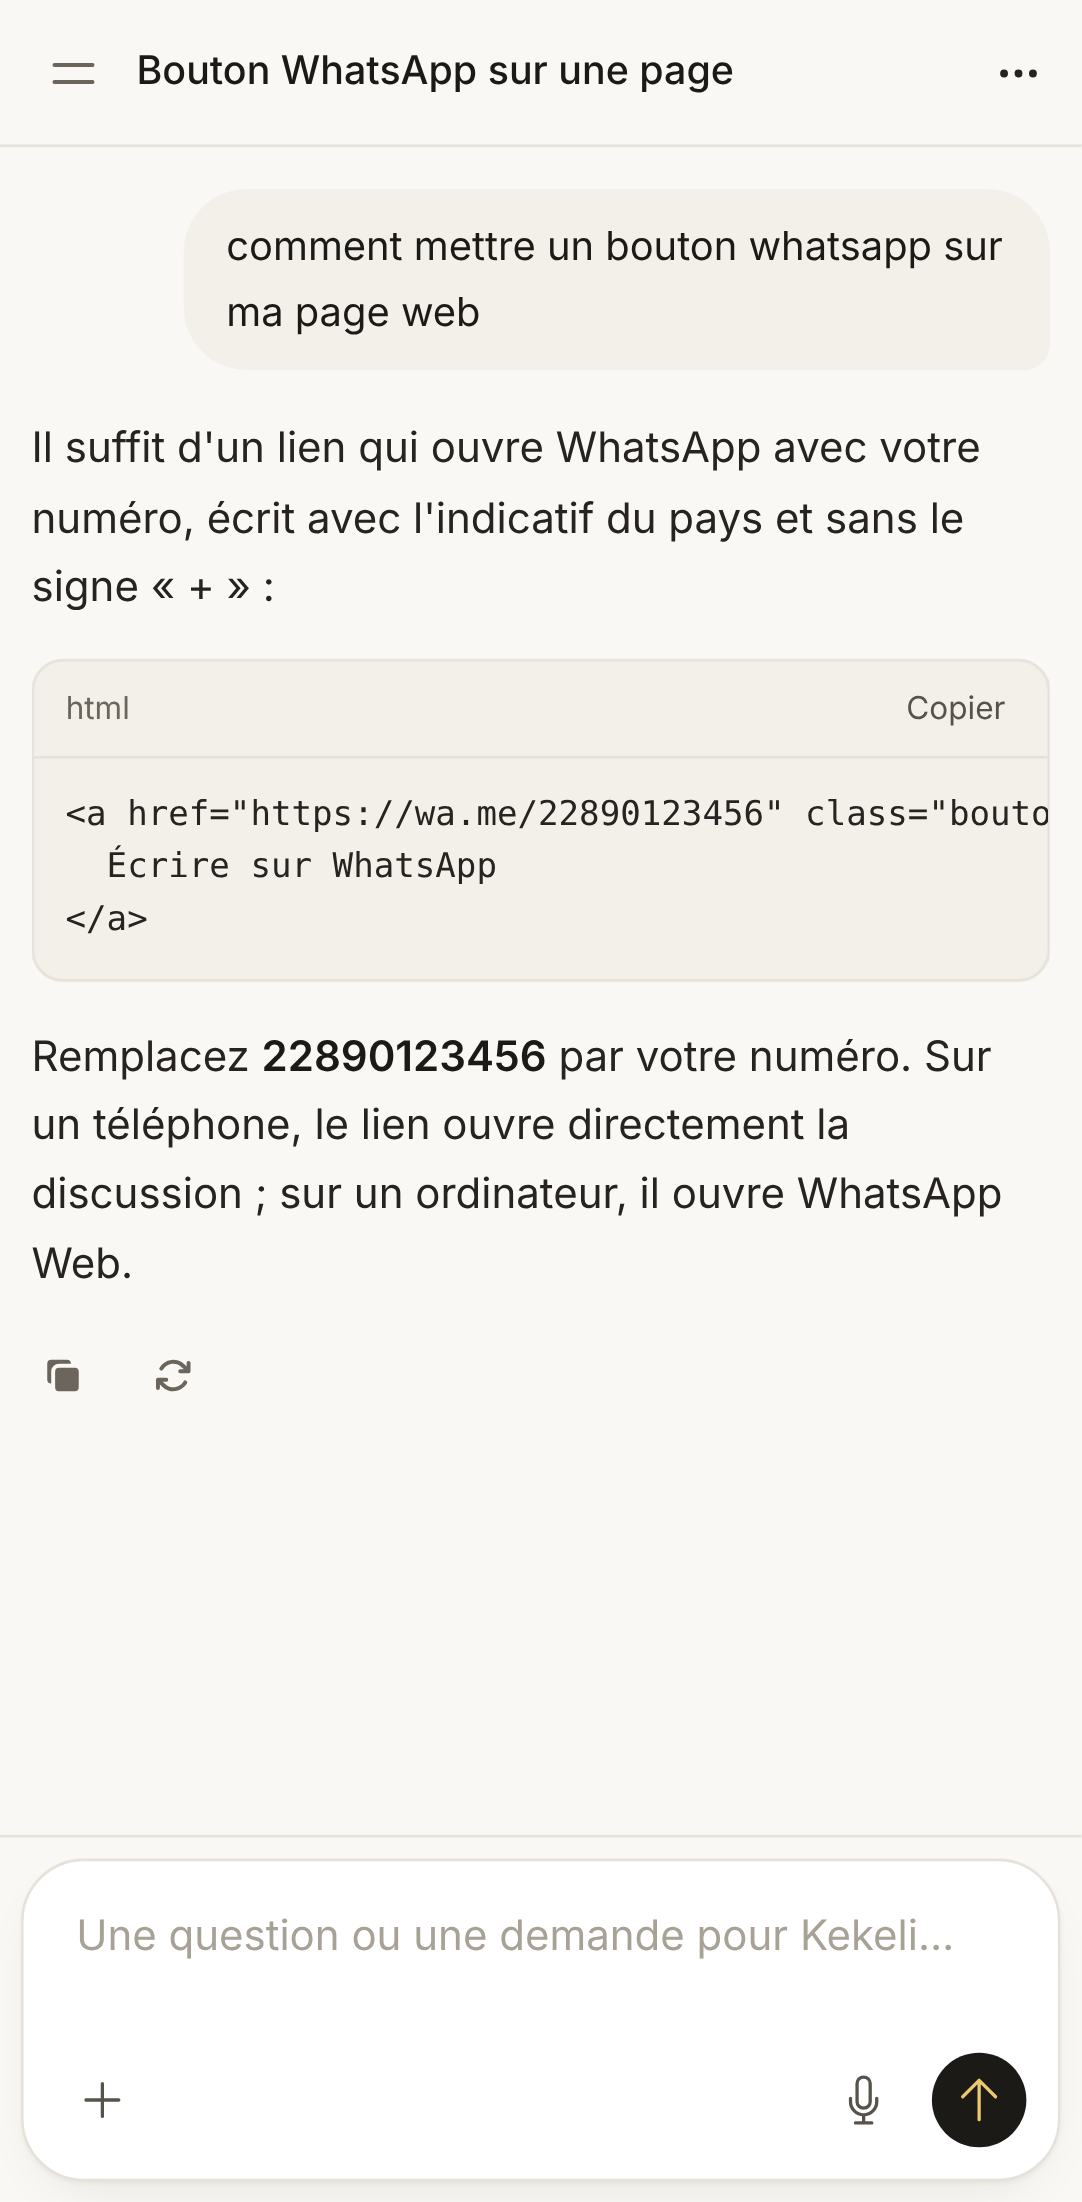 Bouton WhatsApp sur une page
comment mettre un bouton whatsapp sur
ma page web
Il suffit d'un lien qui ouvre WhatsApp avec votre
numéro, écrit avec l'indicatif du pays et sans le
signe « + » :
html
Copier
<a href="https://wa.me/22890123456" class="bouto
  Écrire sur WhatsApp
</a>
Remplacez 22890123456 par votre numéro. Sur
un téléphone, le lien ouvre directement la
discussion ; sur un ordinateur, il ouvre WhatsApp
Web.
Une question ou une demande pour Kekeli...